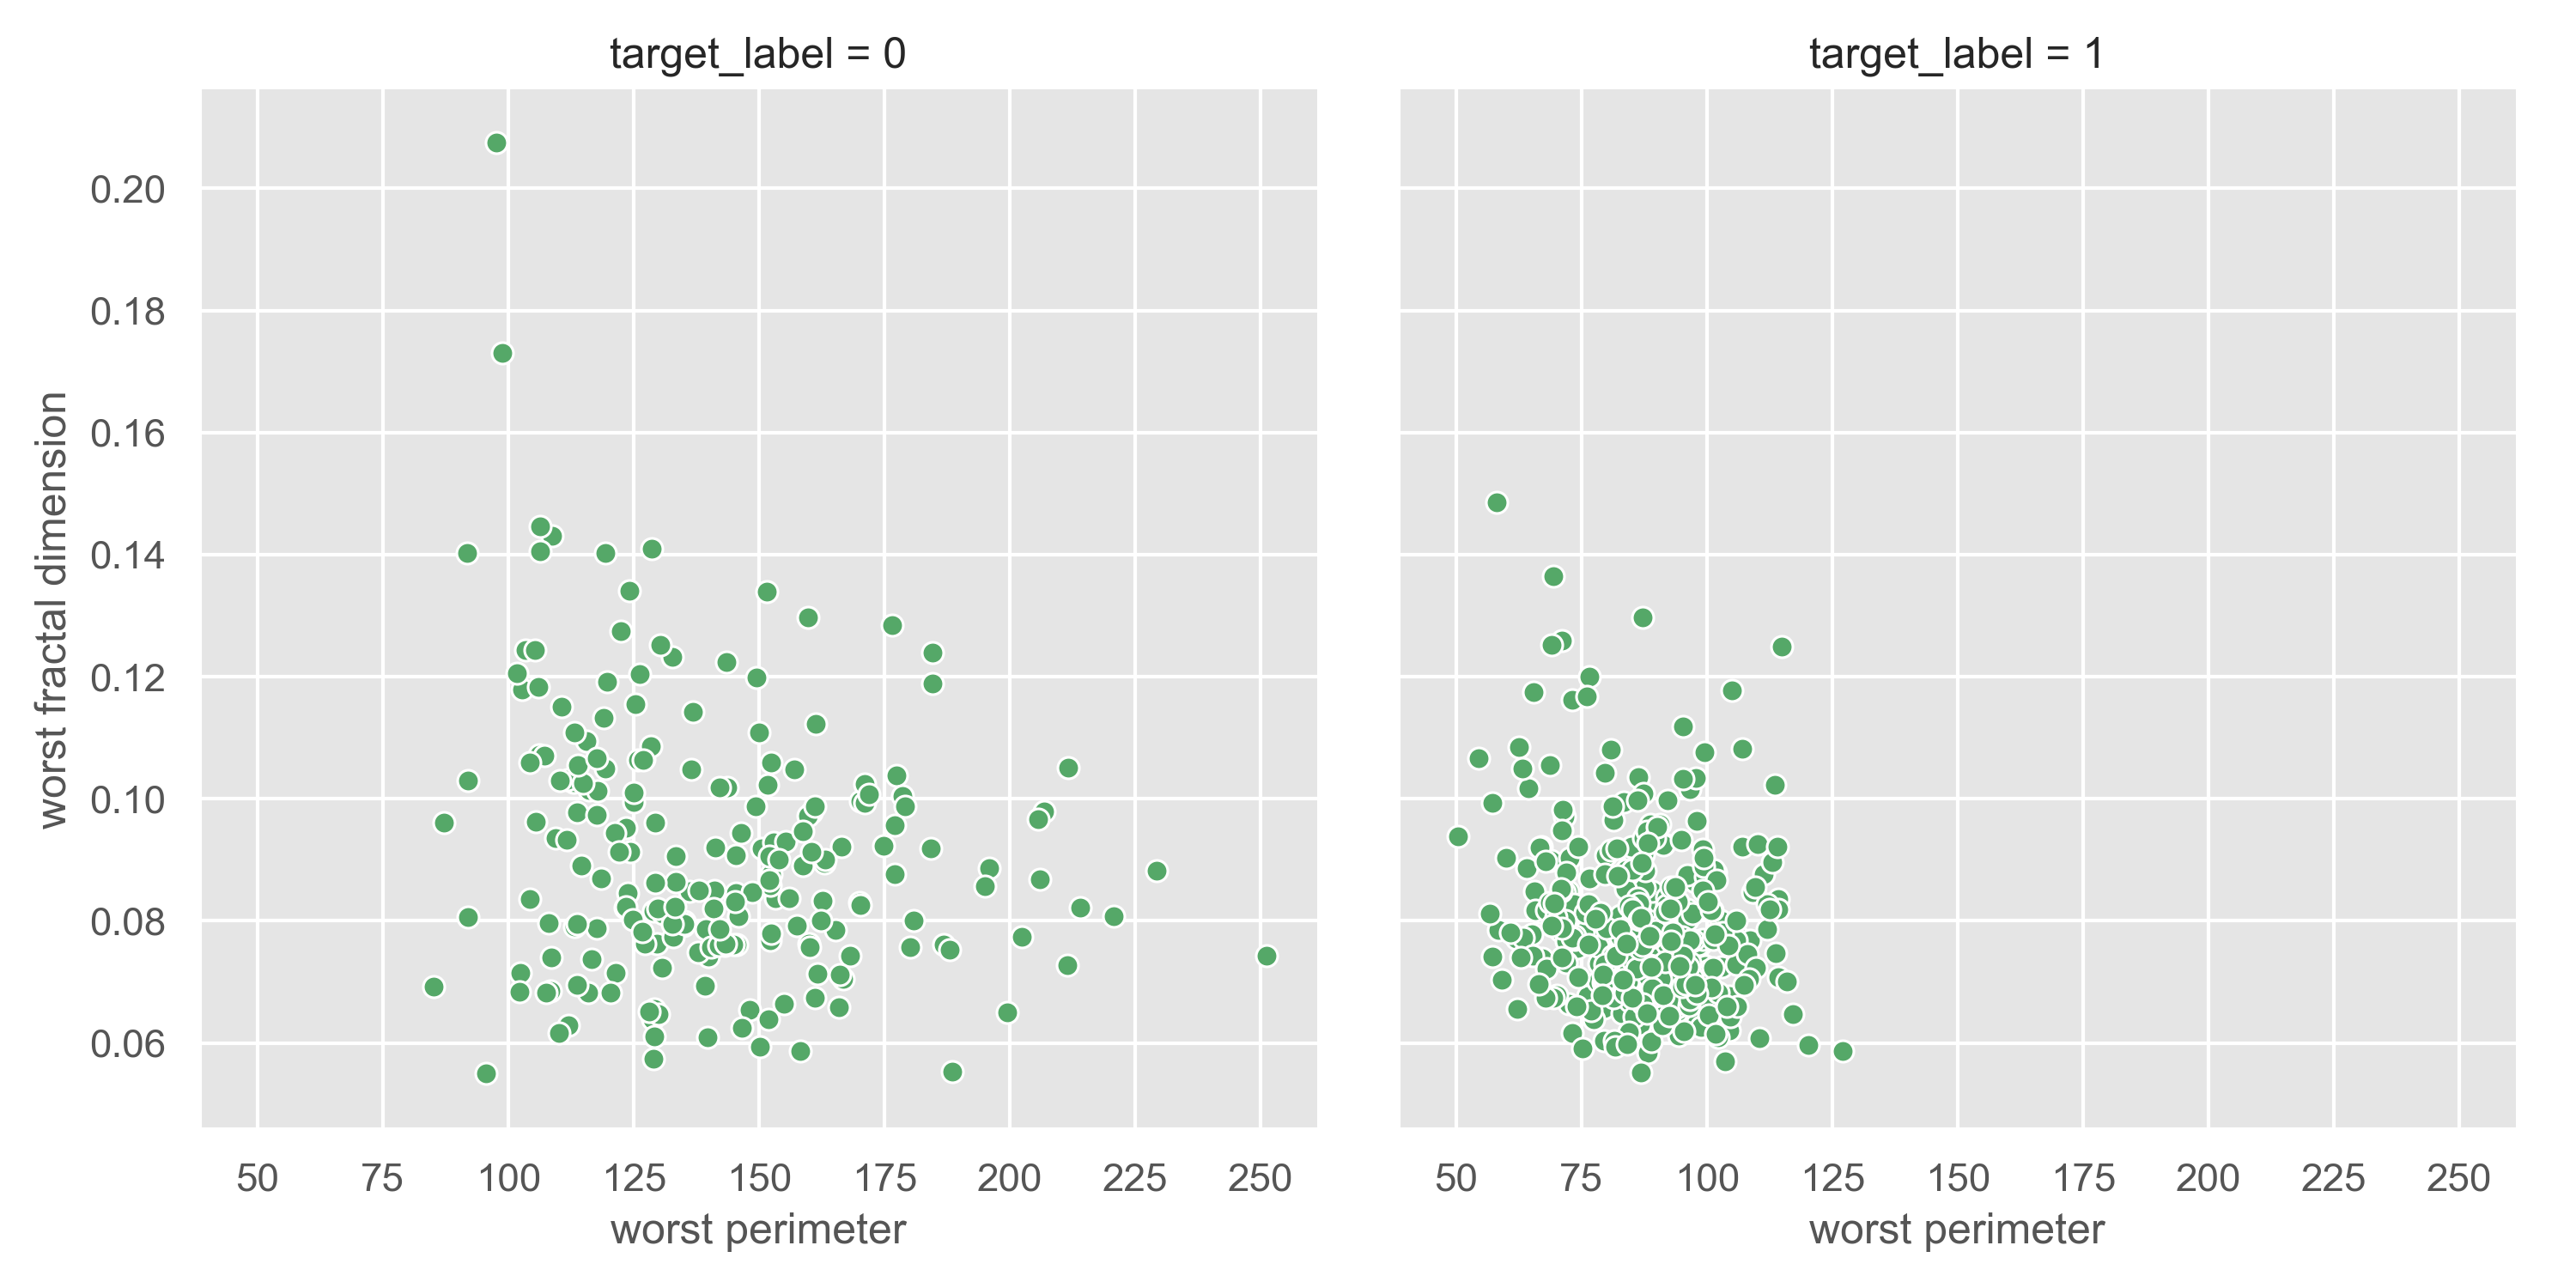 target_label = 0
target_label = 1
worst fractal dimension
0.20
0.18
0.16
0.14
0.12
0.10
0.08
0.06
50 75 100 125 150 175 200 225 250
50 75 100 125 150 175 200 225 250
worst perimeter
worst perimeter